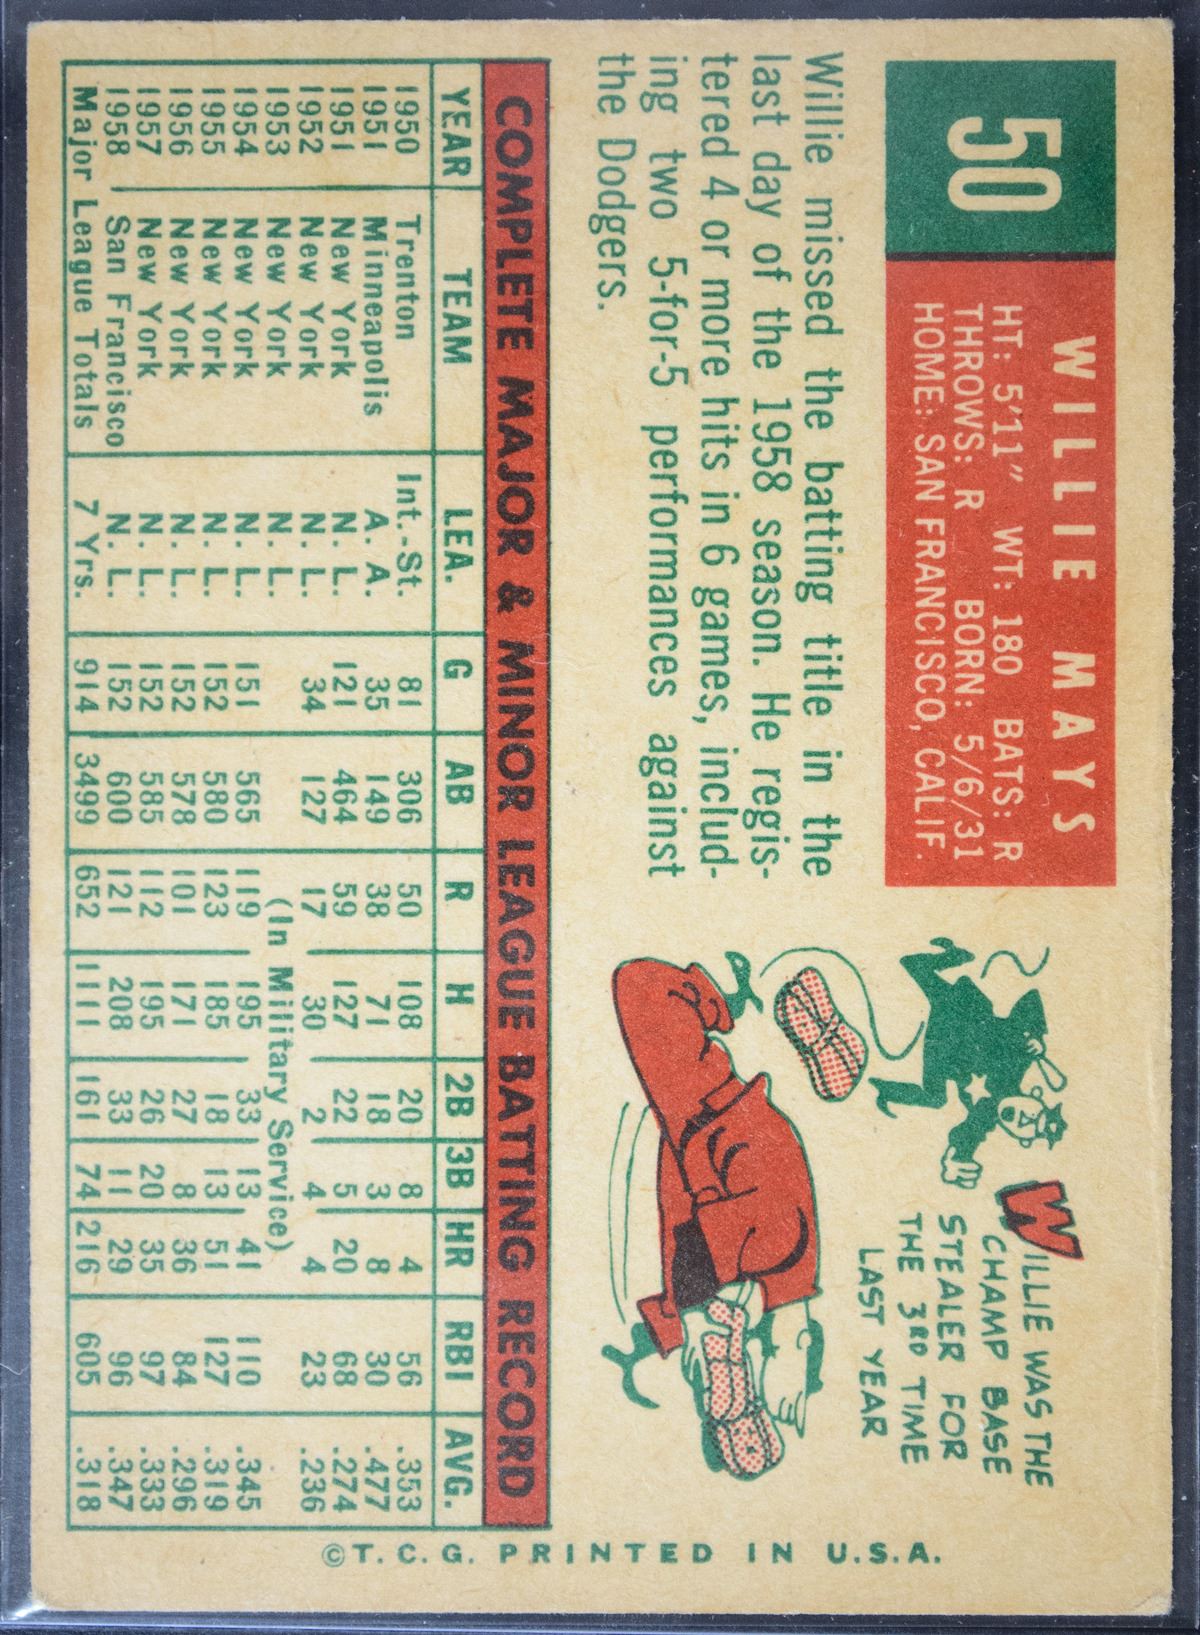 50
WILLIE MAYS
HT: 5'11" WT: 180 BATS: R
THROWS: R BORN: 5/6/31
HOME: SAN FRANCISCO, CALIF.
Willie missed the batting title in the
last day of the 1958 season. He regis-
tered 4 or more hits in 6 games, includ-
ing two 5-for-5 performances against
the Dodgers.
WILLIE WAS THE
CHAMP BASE
STEALER FOR
THE 3RD TIME
LAST YEAR
COMPLETE MAJOR & MINOR LEAGUE BATTING RECORD
YEAR TEAM LEA. G AB R H 2B 3B HR RBI AVG.
1950 Trenton Int.-St. 81 306 50 108 20 8 4 56 .353
1951 Minneapolis A. A. 35 149 38 71 18 3 8 30 .477
1951 New York N. L. 121 464 59 127 22 5 20 68 .274
1952 New York N. L. 34 127 17 30 2 4 4 23 .236
1953 New York N. L. (In Military Service)
1954 New York N. L. 151 565 119 195 33 13 41 110 .345
1955 New York N. L. 152 580 123 185 18 13 51 127 .319
1956 New York N. L. 152 578 101 171 27 8 36 84 .296
1957 New York N. L. 152 585 112 195 26 20 35 97 .333
1958 San Francisco N. L. 152 600 121 208 33 11 29 96 .347
Major League Totals 7 Yrs. 914 3499 652 1111 161 74 216 605 .318
©T. C. G. PRINTED IN U.S.A.